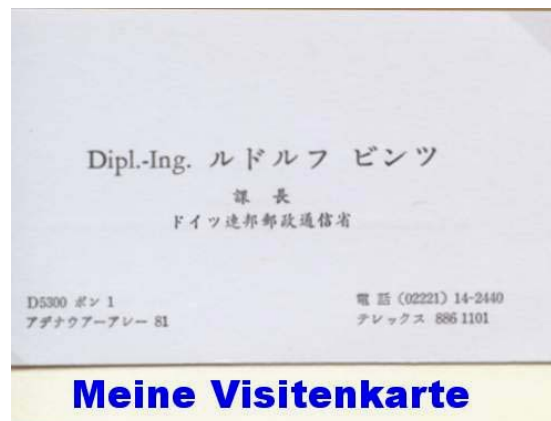 Dipl.-Ing. ルドルフ ビンツ
課 長
ドイツ連邦郵政通信省
D5300 ボン 1
アデナウアーアレー 81
電 話 (02221) 14-2440
テレックス 886 1101
Meine Visitenkarte